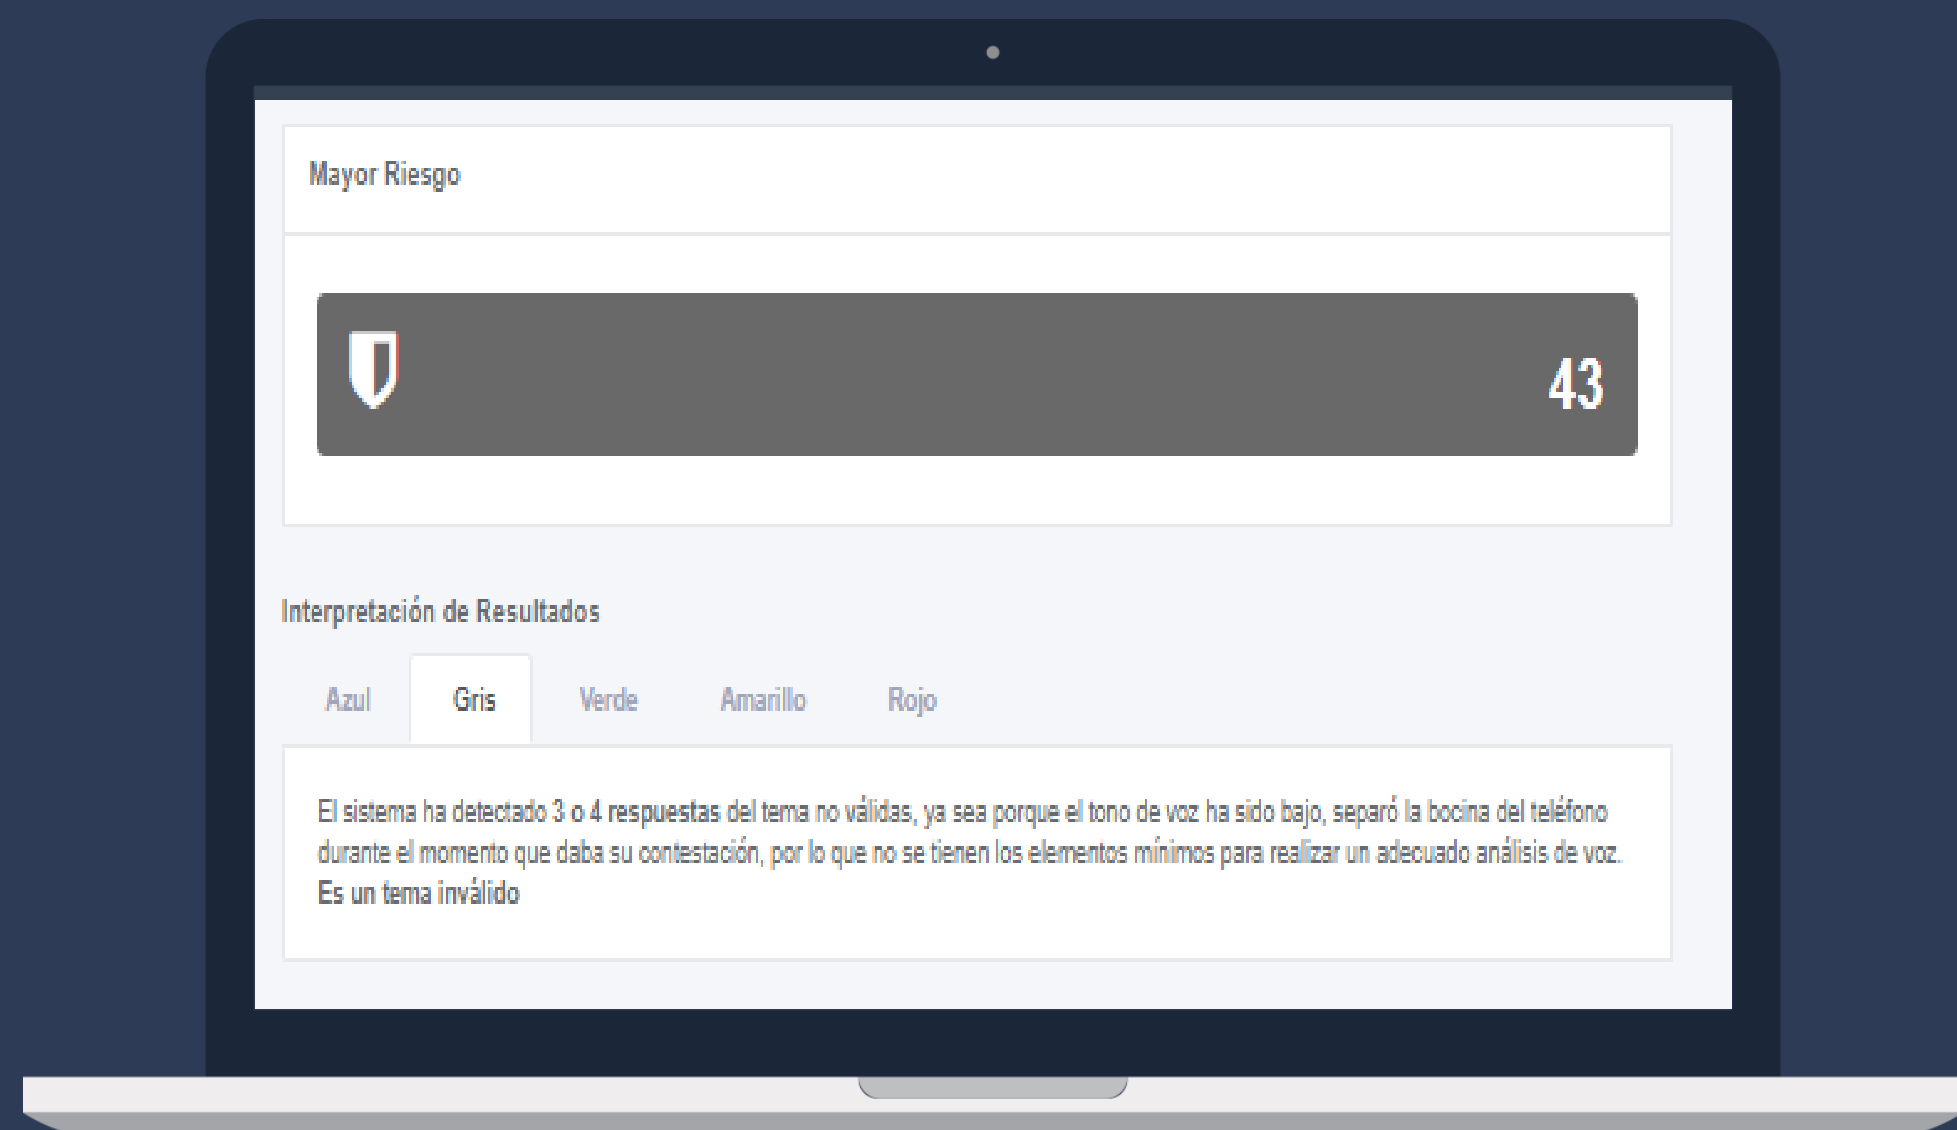 Mayor Riesgo
43
Interpretación de Resultados
Azul Gris Verde Amarillo Rojo
El sistema ha detectado 3 o 4 respuestas del tema no válidas, ya sea porque el tono de voz ha sido bajo, separó la bocina del teléfono
durante el momento que daba su contestación, por lo que no se tienen los elementos mínimos para realizar un adecuado análisis de voz.
Es un tema inválido